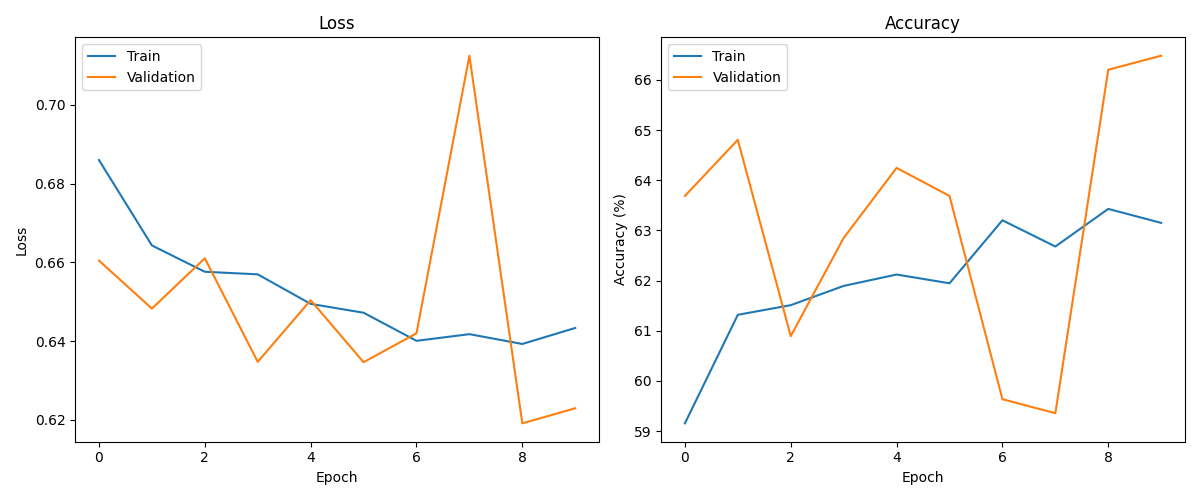 Loss
Train
Validation
0.70
0.68
0.66
0.64
0.62
Loss
0 2 4 6 8
Epoch
Accuracy
Train
Validation
66
65
64
63
62
61
60
59
Accuracy (%)
0 2 4 6 8
Epoch